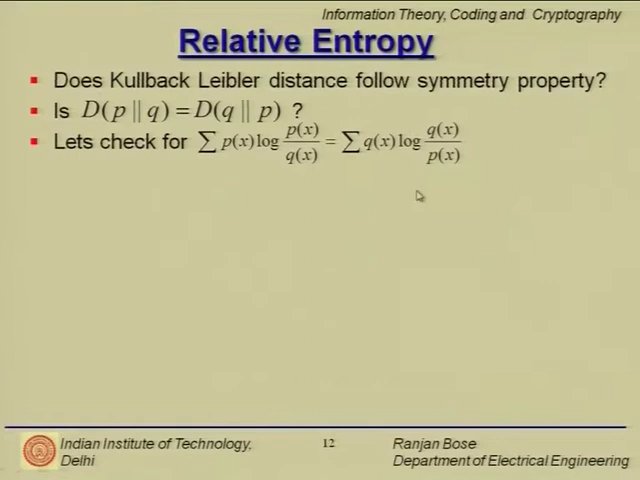 Information Theory, Coding and Cryptography
Relative Entropy
▪ Does Kullback Leibler distance follow symmetry property?
▪ Is D(p || q) = D(q || p) ?
▪ Lets check for ∑ p(x) log p(x)/q(x) = ∑ q(x) log q(x)/p(x)
Indian Institute of Technology,
Delhi
12
Ranjan Bose
Department of Electrical Engineering